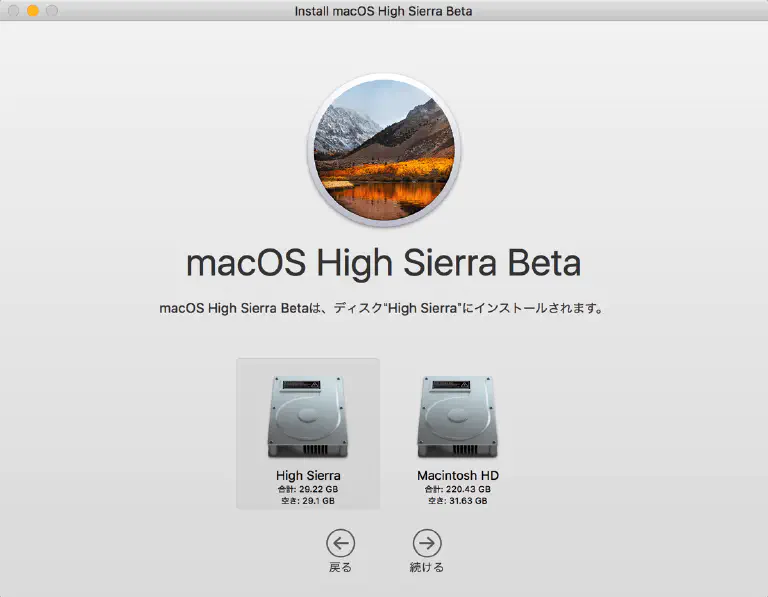 Install macOS High Sierra Beta
macOS High Sierra Beta
macOS High Sierra Betaは、ディスク“High Sierra”にインストールされます。
High Sierra
合計: 29.22 GB
空き: 29.1 GB
Macintosh HD
合計: 220.43 GB
空き: 31.63 GB
戻る
続ける